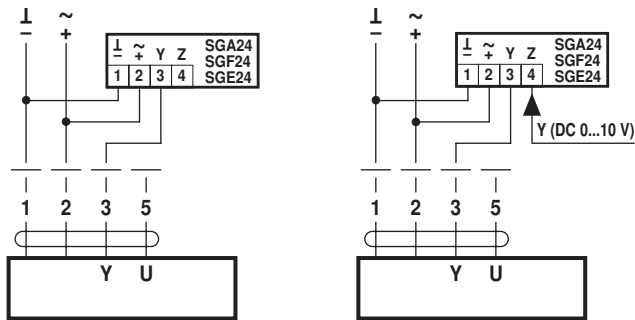 ⊥ ~
– +
⊥ ~ Y Z SGA24
– + SGF24
1 2 3 4 SGE24
1 2 3 5
Y U
⊥ ~
– +
⊥ ~ Y Z SGA24
– + SGF24
1 2 3 4 SGE24
Y (DC 0...10 V)
1 2 3 5
Y U